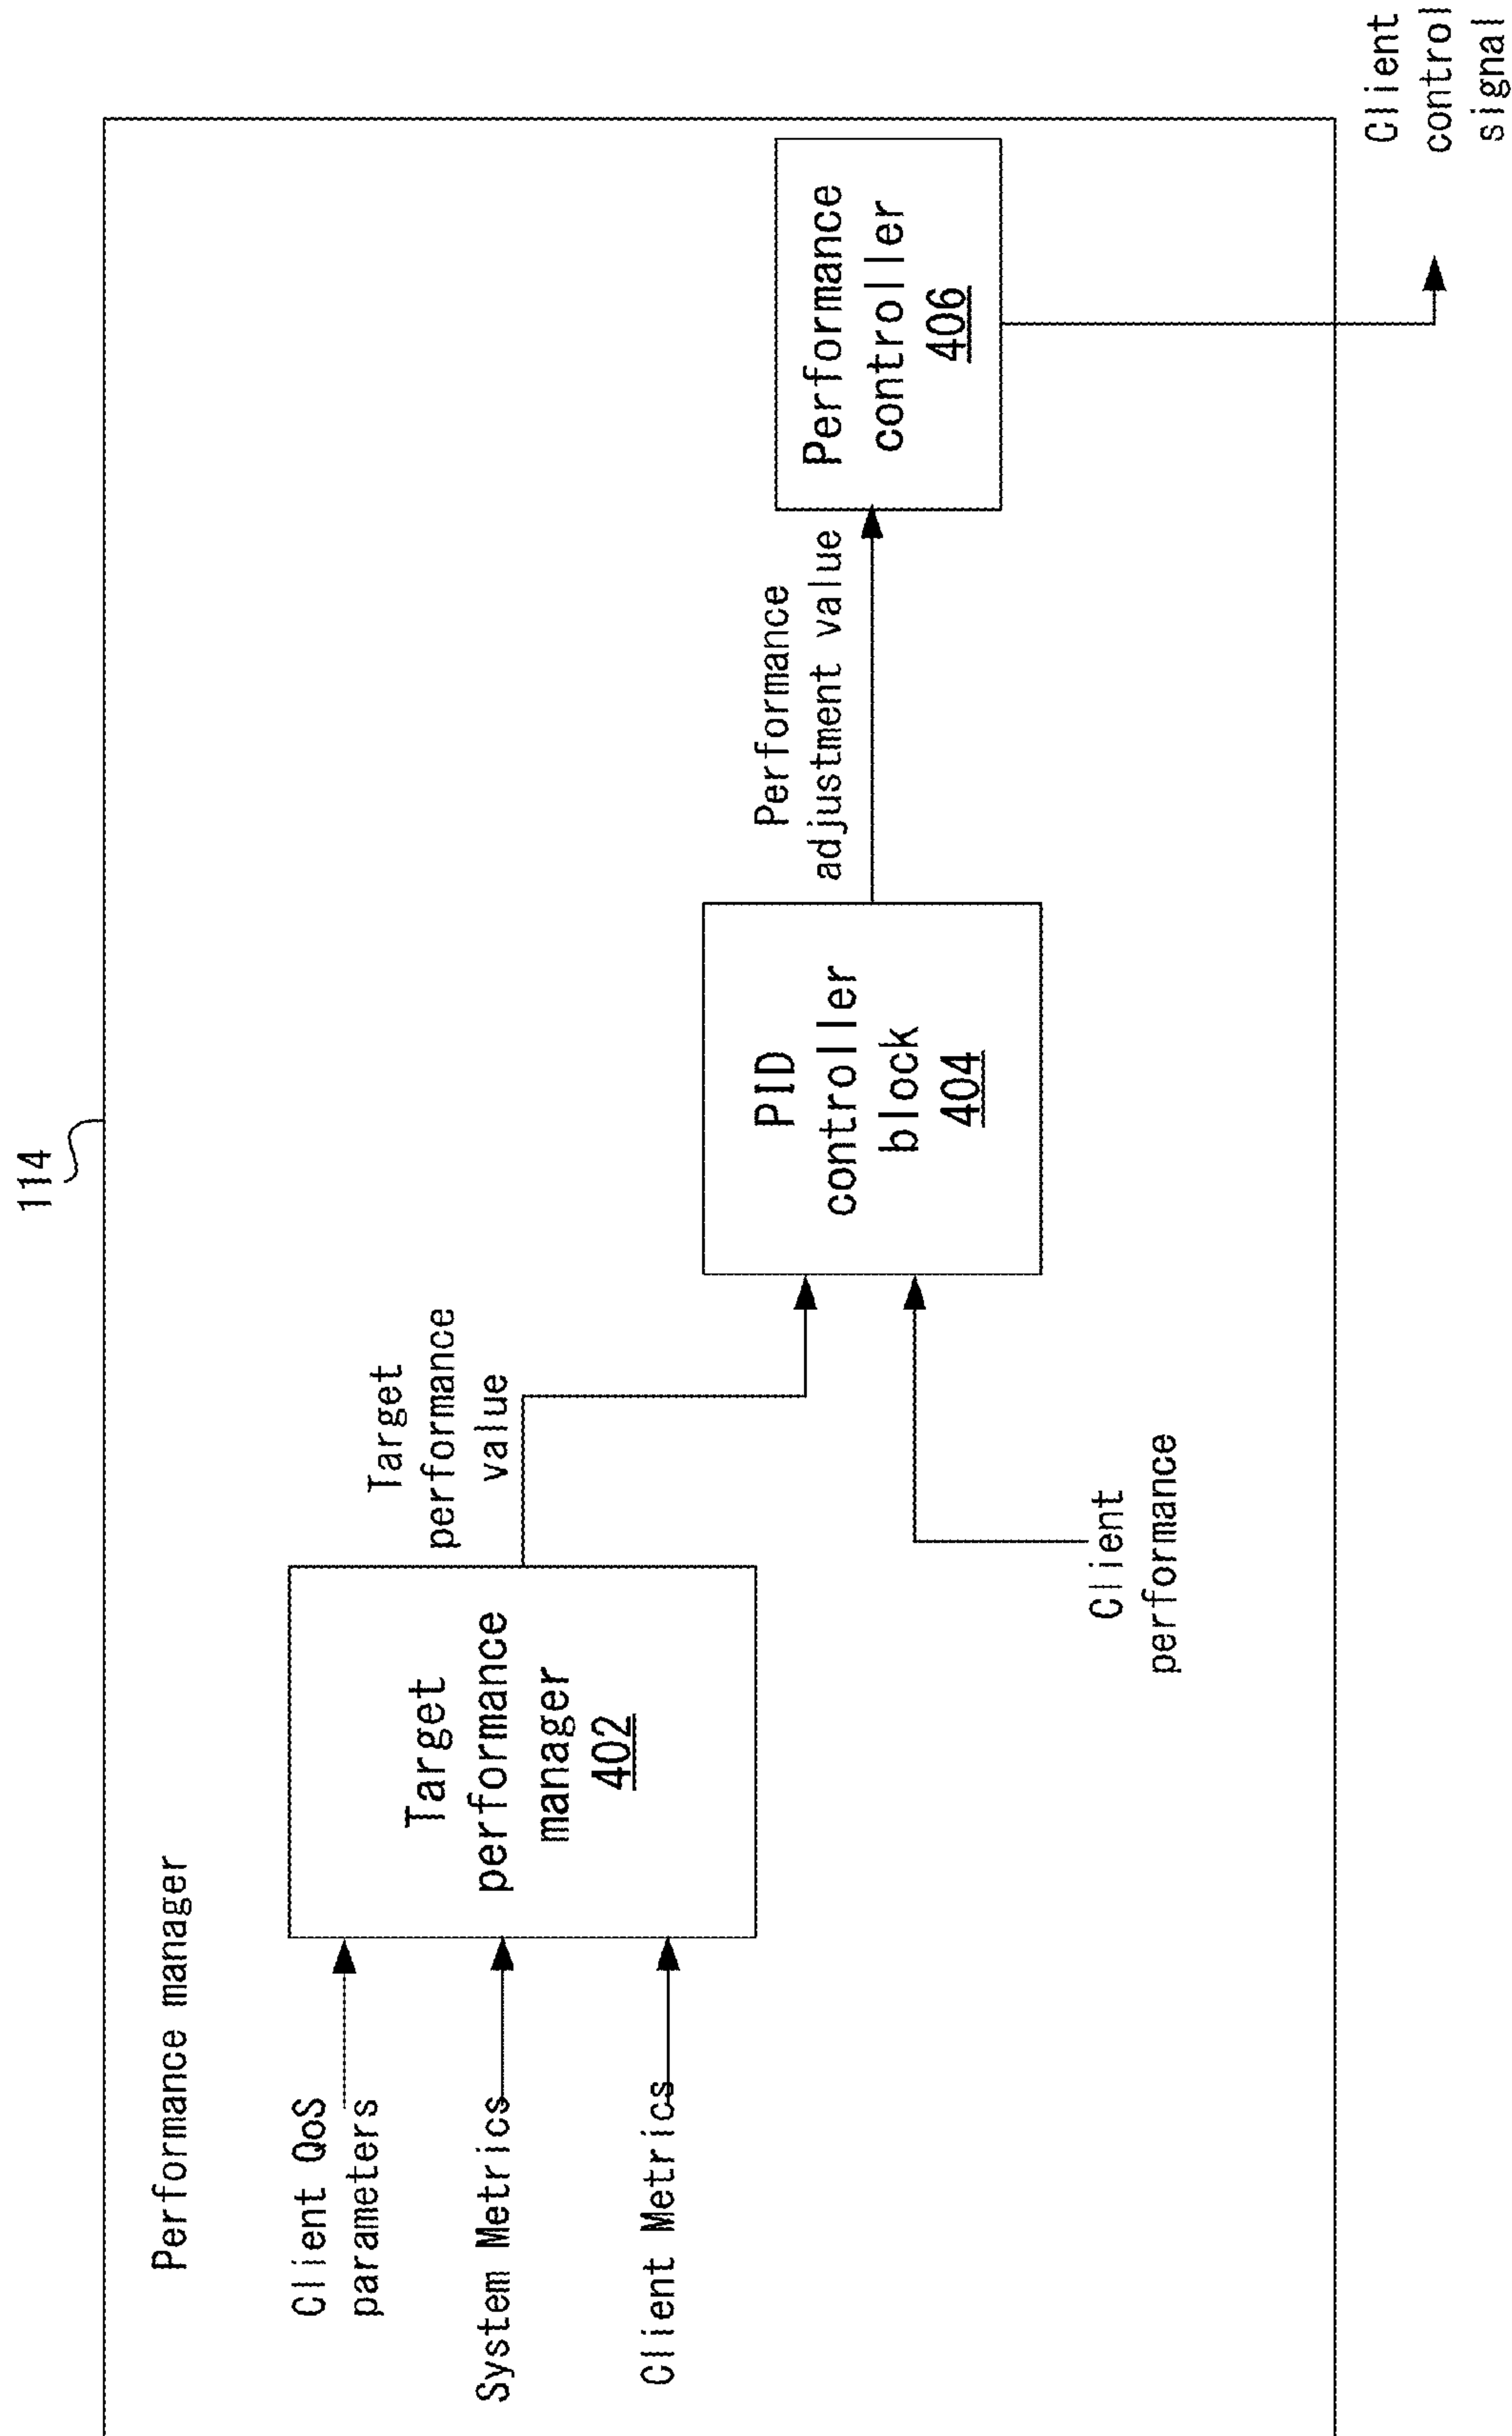 114
Performance manager
Client QoS
parameters
System Metrics
Client Metrics
Target
performance
manager
402
Target
performance
value
Client
performance
PID
controller
block
404
Performance
adjustment value
Performance
controller
406
Client
control
signal